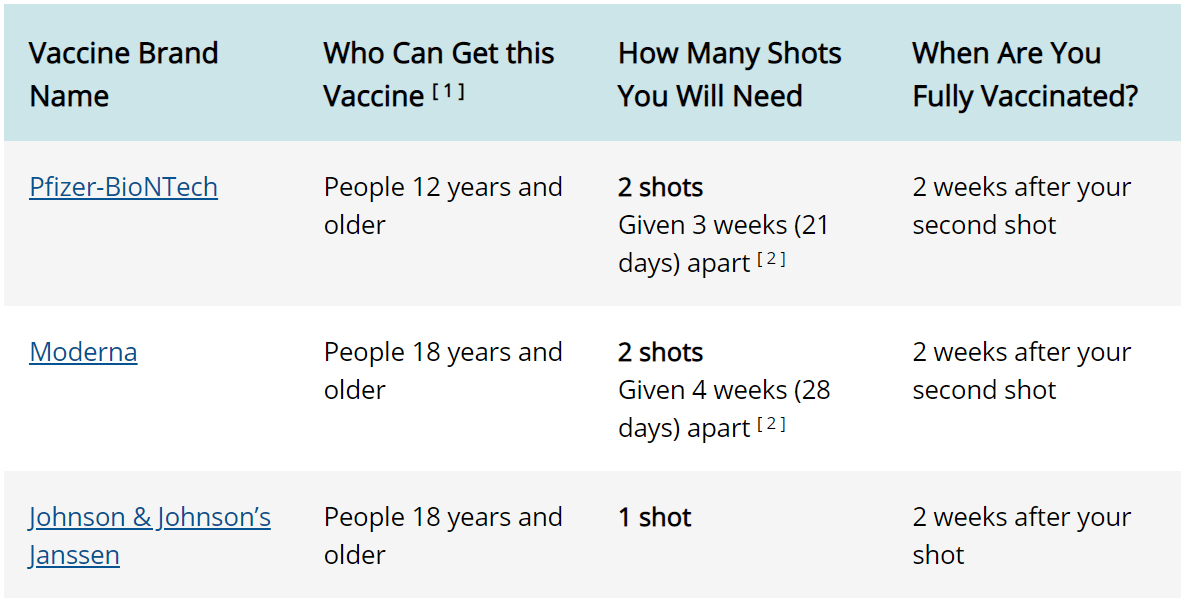 Vaccine Brand Name
Who Can Get this Vaccine [1]
How Many Shots You Will Need
When Are You Fully Vaccinated?
Pfizer-BioNTech
People 12 years and older
2 shots
Given 3 weeks (21 days) apart [2]
2 weeks after your second shot
Moderna
People 18 years and older
2 shots
Given 4 weeks (28 days) apart [2]
2 weeks after your second shot
Johnson & Johnson’s Janssen
People 18 years and older
1 shot
2 weeks after your shot